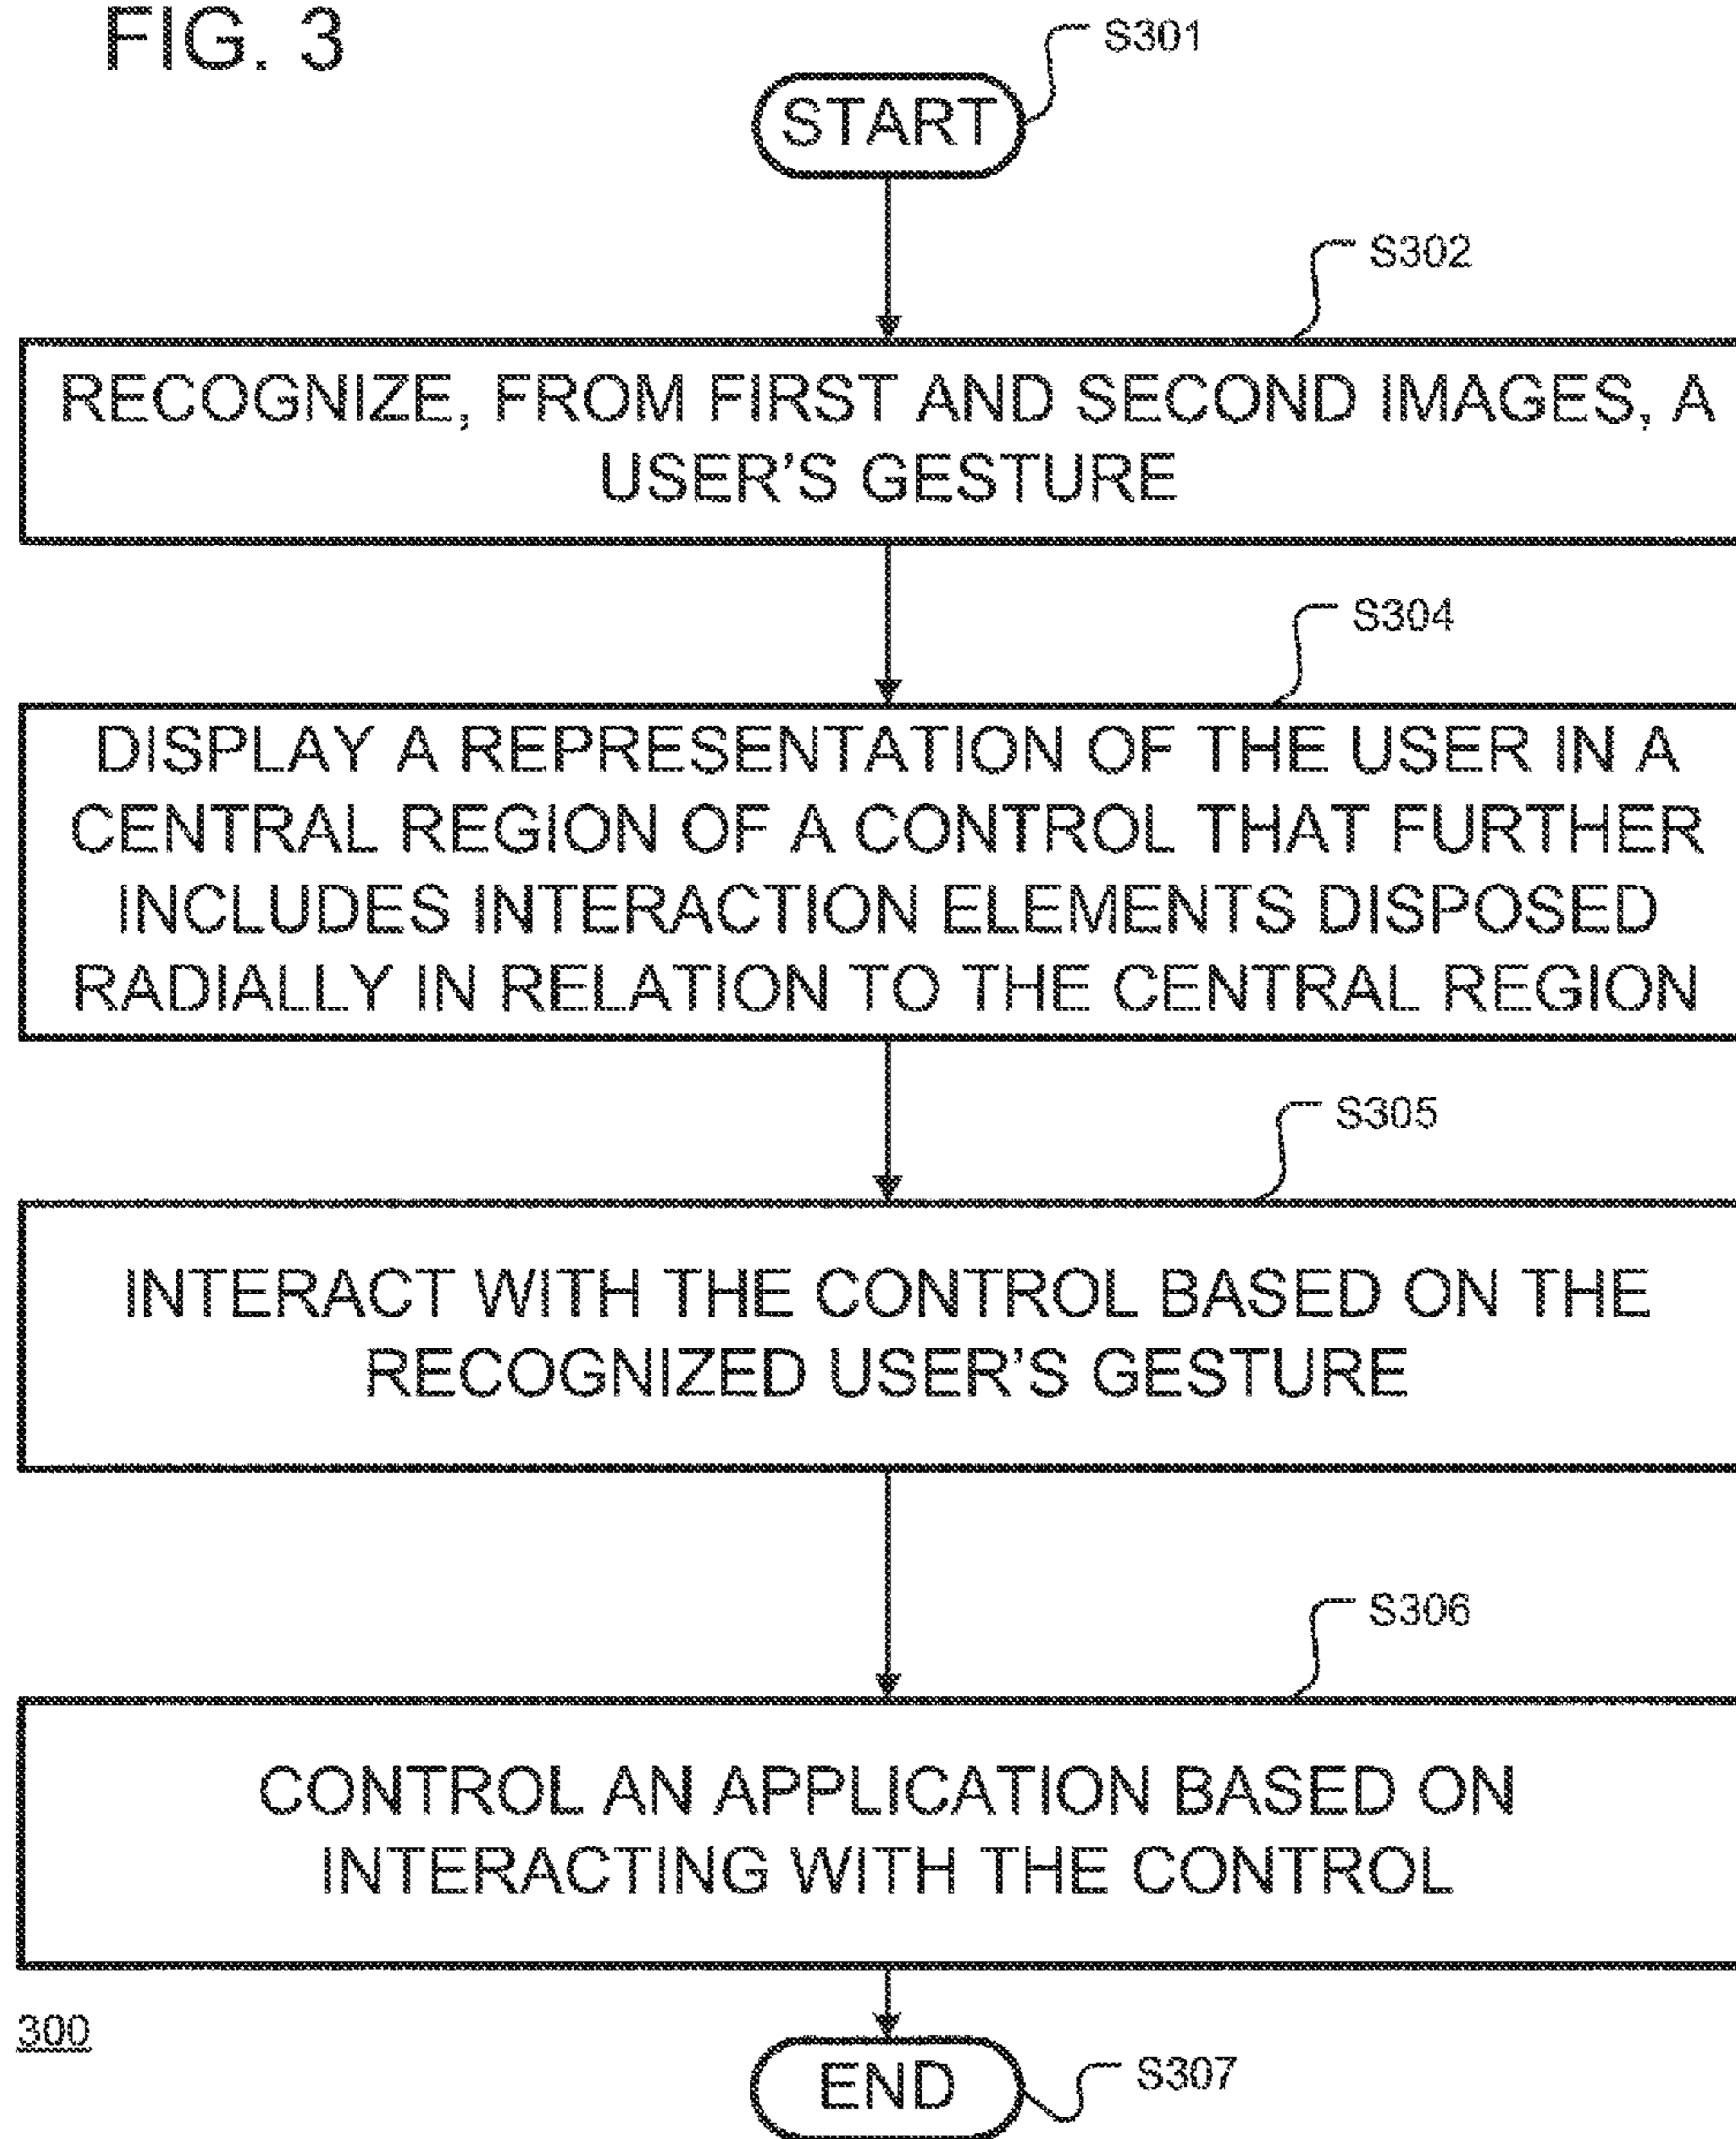 FIG. 3
S301
START
S302
RECOGNIZE, FROM FIRST AND SECOND IMAGES, A
USER'S GESTURE
S304
DISPLAY A REPRESENTATION OF THE USER IN A
CENTRAL REGION OF A CONTROL THAT FURTHER
INCLUDES INTERACTION ELEMENTS DISPOSED
RADIALLY IN RELATION TO THE CENTRAL REGION
S305
INTERACT WITH THE CONTROL BASED ON THE
RECOGNIZED USER'S GESTURE
S306
CONTROL AN APPLICATION BASED ON
INTERACTING WITH THE CONTROL
300
END
S307